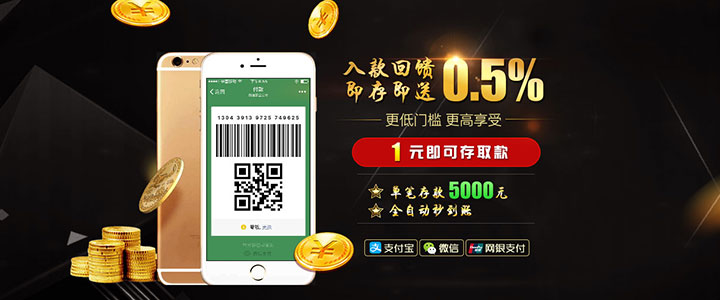 付款
1304 3913 9725 749625
零钱
入款回馈
即存即送 0.5%
更低门槛 更高享受
1元即可存取款
单笔存款5000元
全自动秒到账
支付宝 微信 网银支付